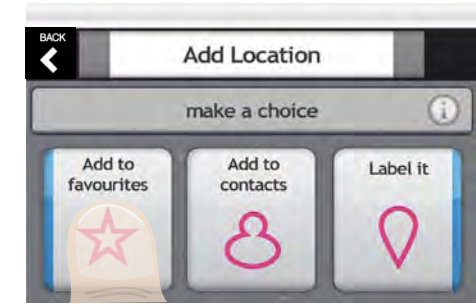 BACK
Add Location
make a choice
i
Add to
favourites
Add to
contacts
Label it